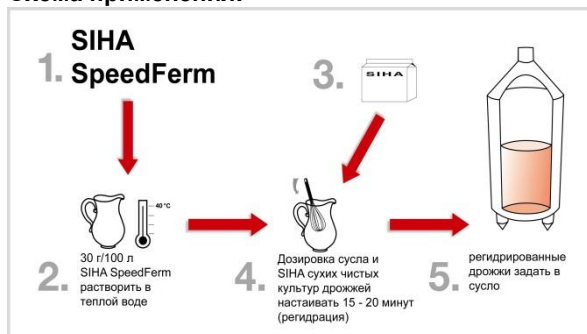 Схема применения:
1. SIHA
SpeedFerm
3. SIHA
40 °C
2. 30 г/100 л
SIHA SpeedFerm
растворить в
теплой воде
4. Дозировка сусла и
SIHA сухих чистых
культур дрожжей
настаивать 15 - 20 минут
(регидрация)
5. регидрированные
дрожжи задать в
сусло